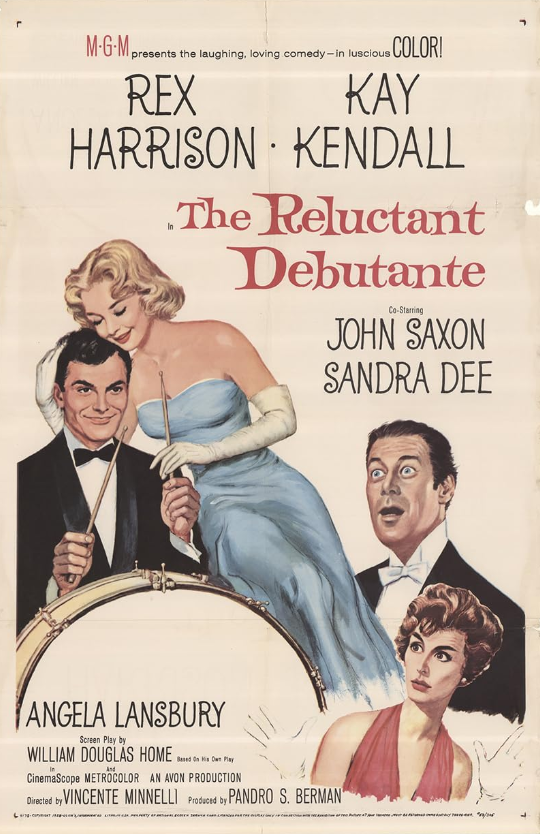 M·G·M presents the laughing, loving comedy—in luscious COLOR!
REX HARRISON · KAY KENDALL
in The Reluctant
Debutante
Co-Starring
JOHN SAXON
SANDRA DEE
ANGELA LANSBURY
Screen Play by
WILLIAM DOUGLAS HOME Based On His Own Play
In CinemaScope And METROCOLOR AN AVON PRODUCTION
Directed by VINCENTE MINNELLI Produced by PANDRO S. BERMAN